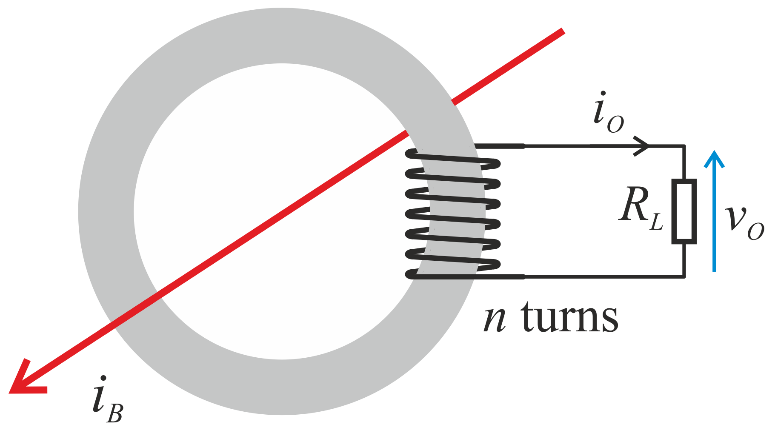 i_O
R_L
v_O
n turns
i_B